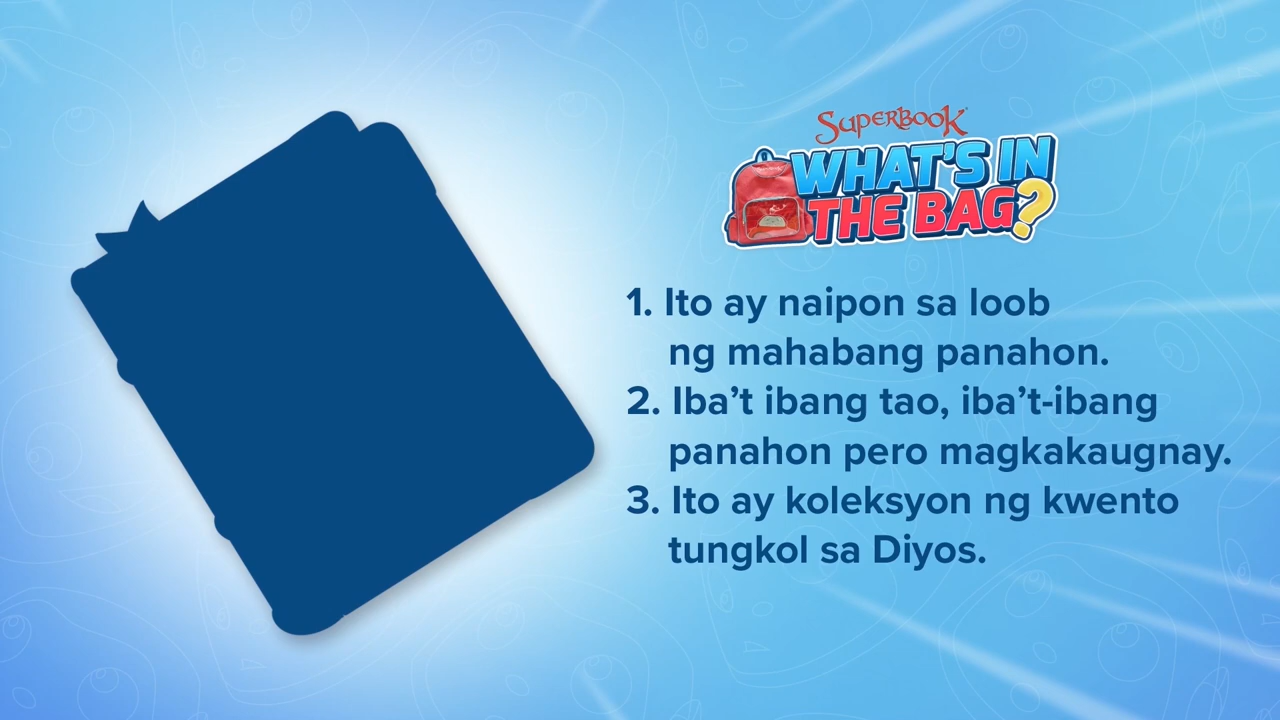 SUPERBOOK
WHAT'S IN
THE BAG?
1. Ito ay naipon sa loob
ng mahabang panahon.
2. Iba't ibang tao, iba't-ibang
panahon pero magkakaugnay.
3. Ito ay koleksyon ng kwento
tungkol sa Diyos.